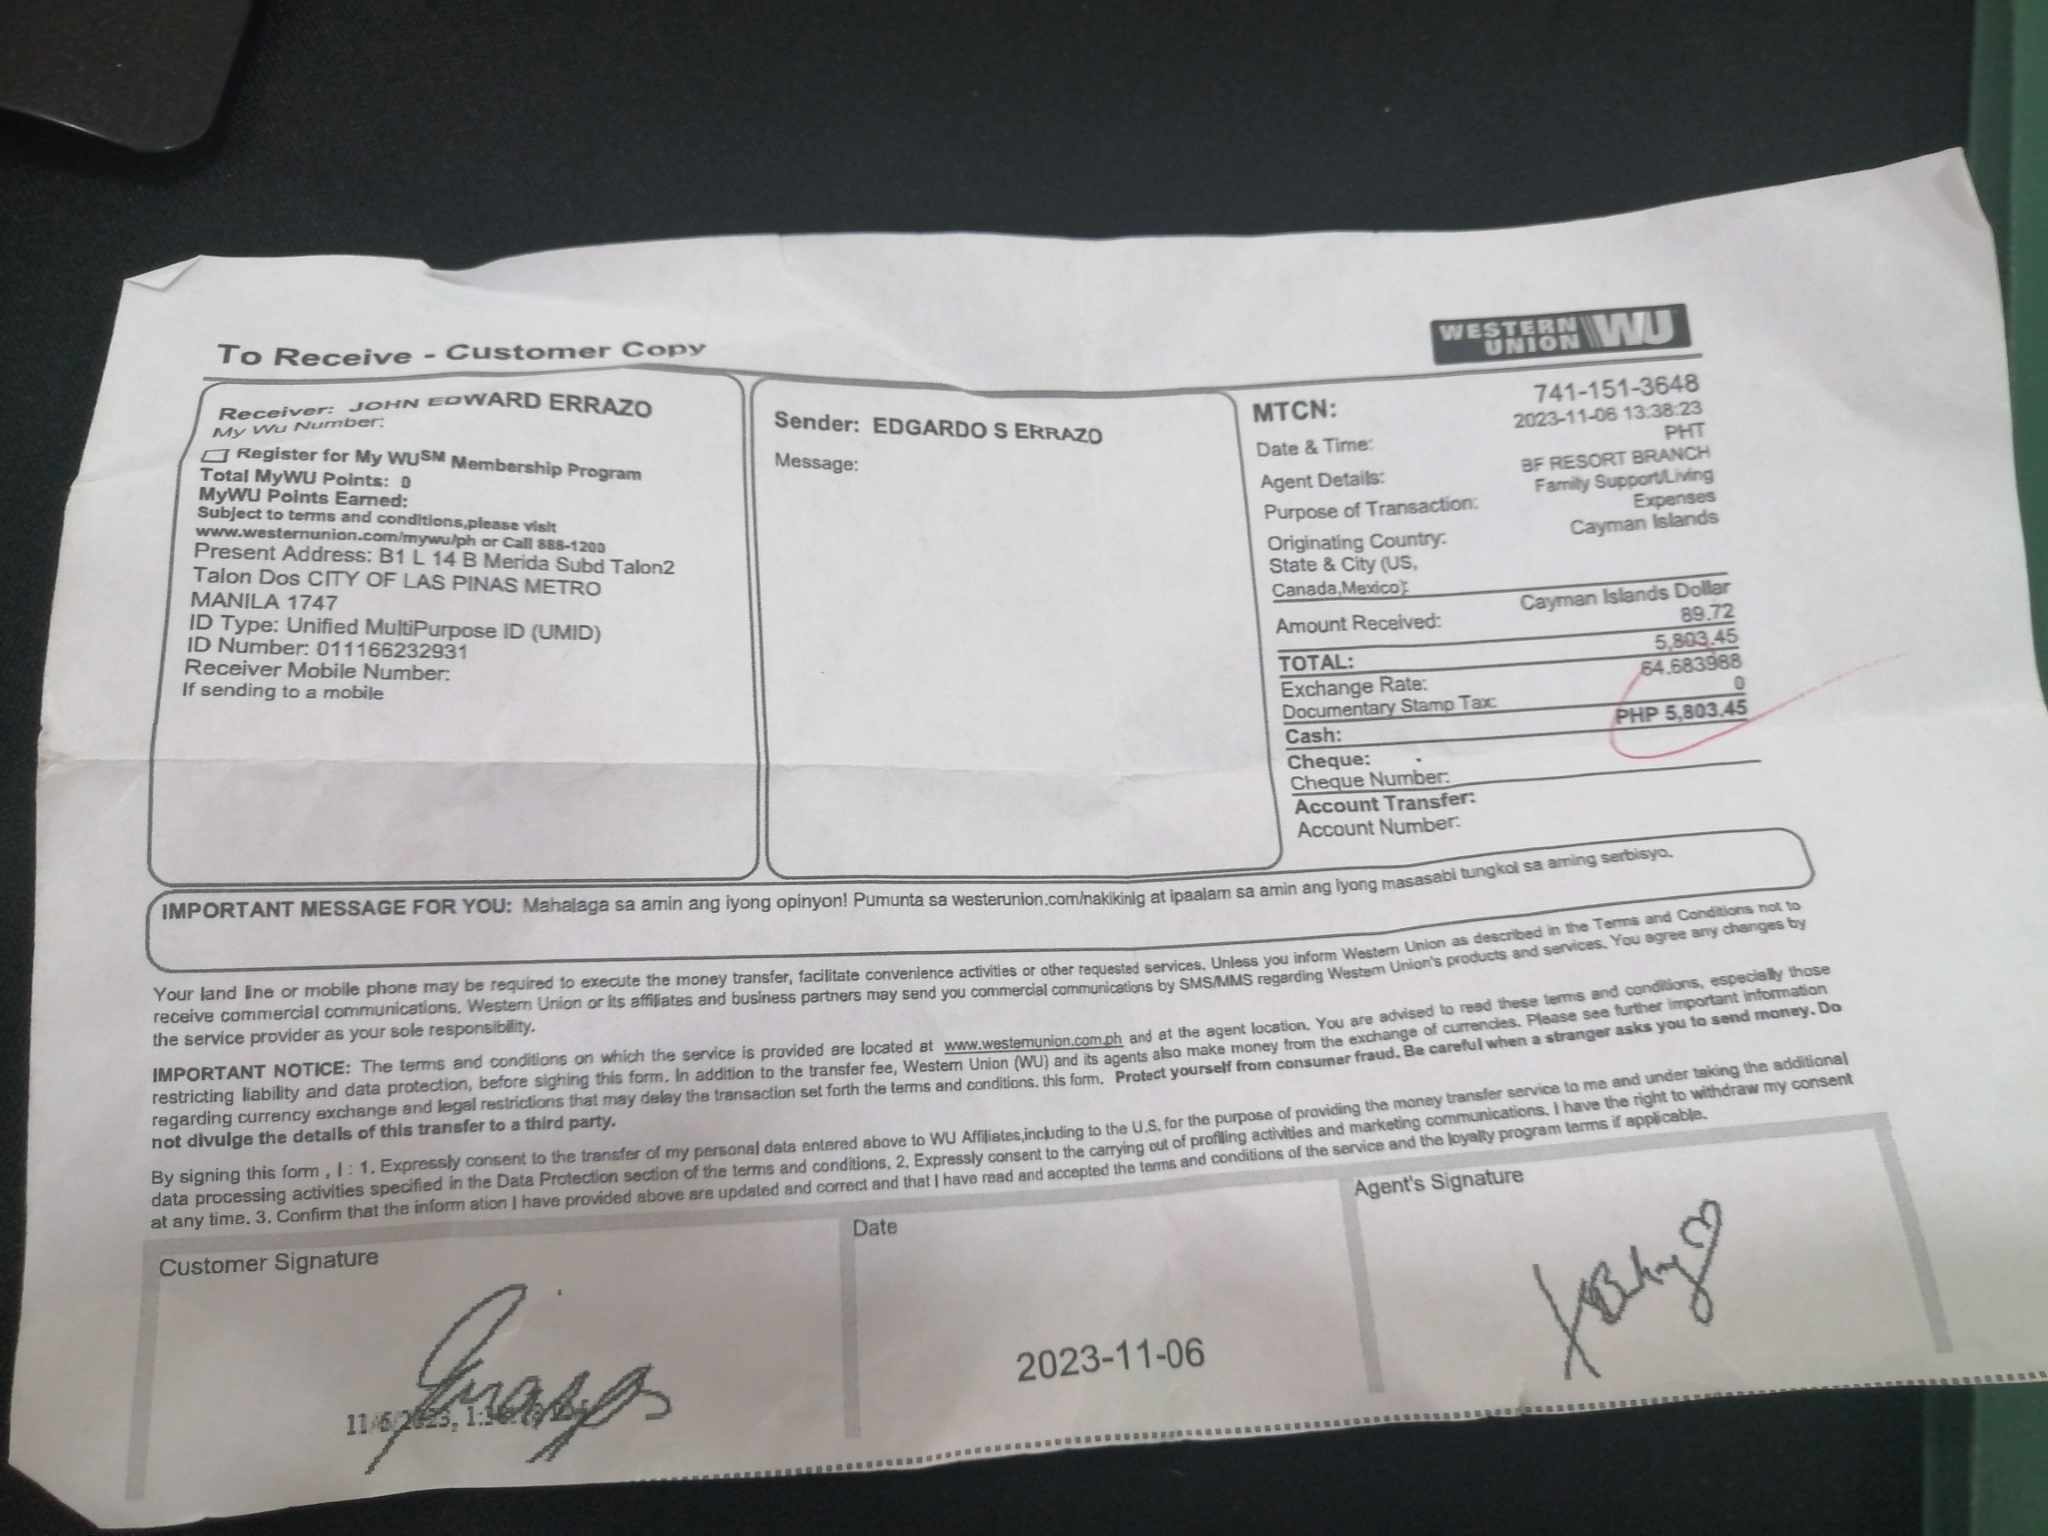 To Receive - Customer Copy
WESTERN UNION WU
Receiver: JOHN EDWARD ERRAZO
My Wu Number:
Register for My WU SM Membership Program
Total MyWU Points: 0
MyWU Points Earned:
Subject to terms and conditions,please visit
www.westernunion.com/mywu/ph or Call 888-1200
Present Address: B1 L 14 B Merida Subd Talon2
Talon Dos CITY OF LAS PINAS METRO
MANILA 1747
ID Type: Unified MultiPurpose ID (UMID)
ID Number: 011166232931
Receiver Mobile Number:
If sending to a mobile
Sender: EDGARDO S ERRAZO
Message:
MTCN: 741-151-3648
Date & Time: 2023-11-06 13:38:23
PHT
Agent Details: BF RESORT BRANCH
Purpose of Transaction: Family Support/Living
Expenses
Originating Country: Cayman Islands
State & City (US,
Canada,Mexico):
Cayman Islands Dollar
Amount Received: 89.72
TOTAL: 5,803.45
Exchange Rate: 64.683988
Documentary Stamp Tax: 0
Cash: PHP 5,803.45
Cheque:
Cheque Number:
Account Transfer:
Account Number:
IMPORTANT MESSAGE FOR YOU: Mahalaga sa amin ang iyong opinyon! Pumunta sa westerunion.com/nakikinig at ipaalam sa amin ang iyong masasabi tungkol sa aming serbisyo.
Your land line or mobile phone may be required to execute the money transfer, facilitate convenience activities or other requested services. Unless you inform Western Union as described in the Terms and Conditions not to
receive commercial communications, Western Union or its affiliates and business partners may send you commercial communications by SMS/MMS regarding Western Union's products and services. You agree any changes by
the service provider as your sole responsibility.
IMPORTANT NOTICE: The terms and conditions on which the service is provided are located at www.westernunion.com.ph and at the agent location. You are advised to read these terms and conditions, especially those
restricting liability and data protection, before sighing this form. In addition to the transfer fee, Western Union (WU) and its agents also make money from the exchange of currencies. Please see further important information
regarding currency exchange and legal restrictions that may delay the transaction set forth the terms and conditions. this form. Protect yourself from consumer fraud. Be careful when a stranger asks you to send money. Do
not divulge the details of this transfer to a third party.
By signing this form , I : 1. Expressly consent to the transfer of my personal data entered above to WU Affiliates,including to the U.S. for the purpose of providing the money transfer service to me and under taking the additional
data processing activities specified in the Data Protection section of the terms and conditions. 2. Expressly consent to the carrying out of profiling activities and marketing communications. I have the right to withdraw my consent
at any time. 3. Confirm that the inform ation I have provided above are updated and correct and that I have read and accepted the terms and conditions of the service and the loyalty program terms if applicable.
Customer Signature
Date
Agent's Signature
11/6/2023,
2023-11-06